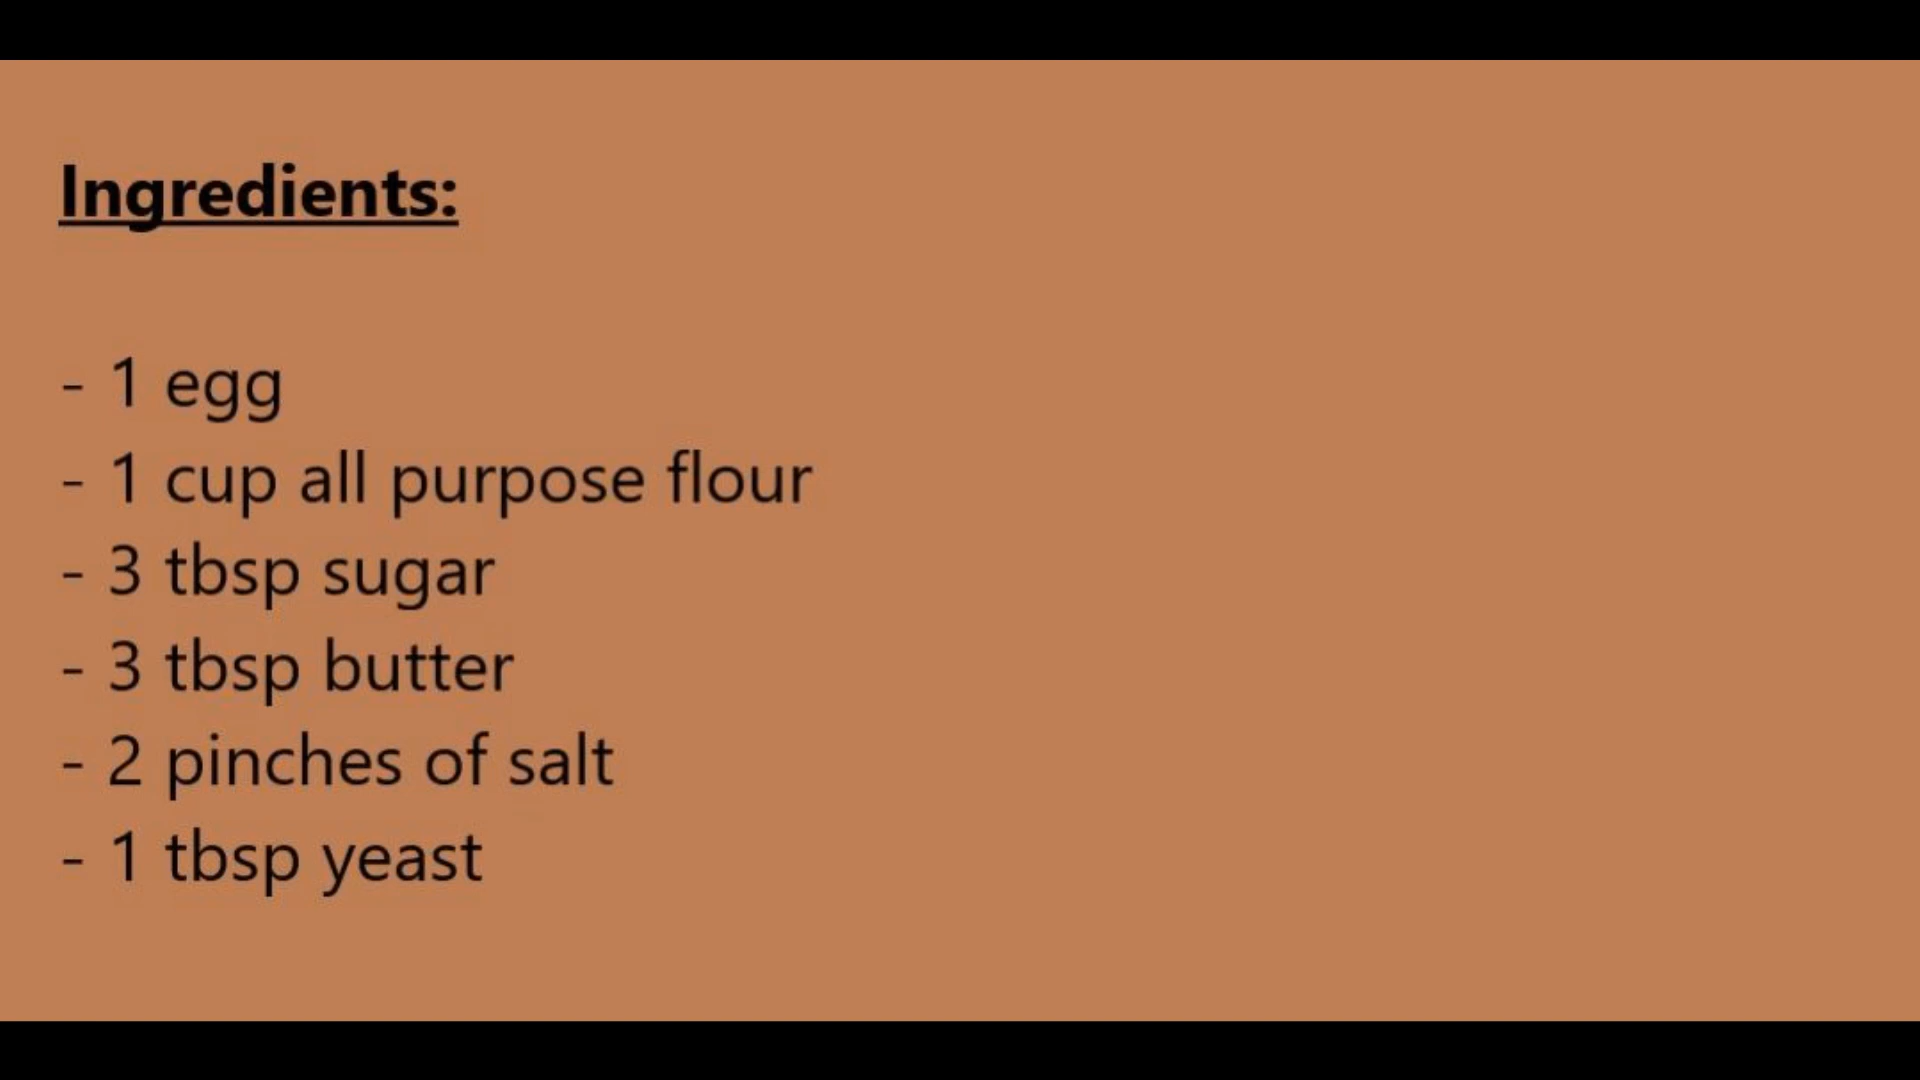 Ingredients:
- 1 egg
- 1 cup all purpose flour
- 3 tbsp sugar
- 3 tbsp butter
- 2 pinches of salt
- 1 tbsp yeast